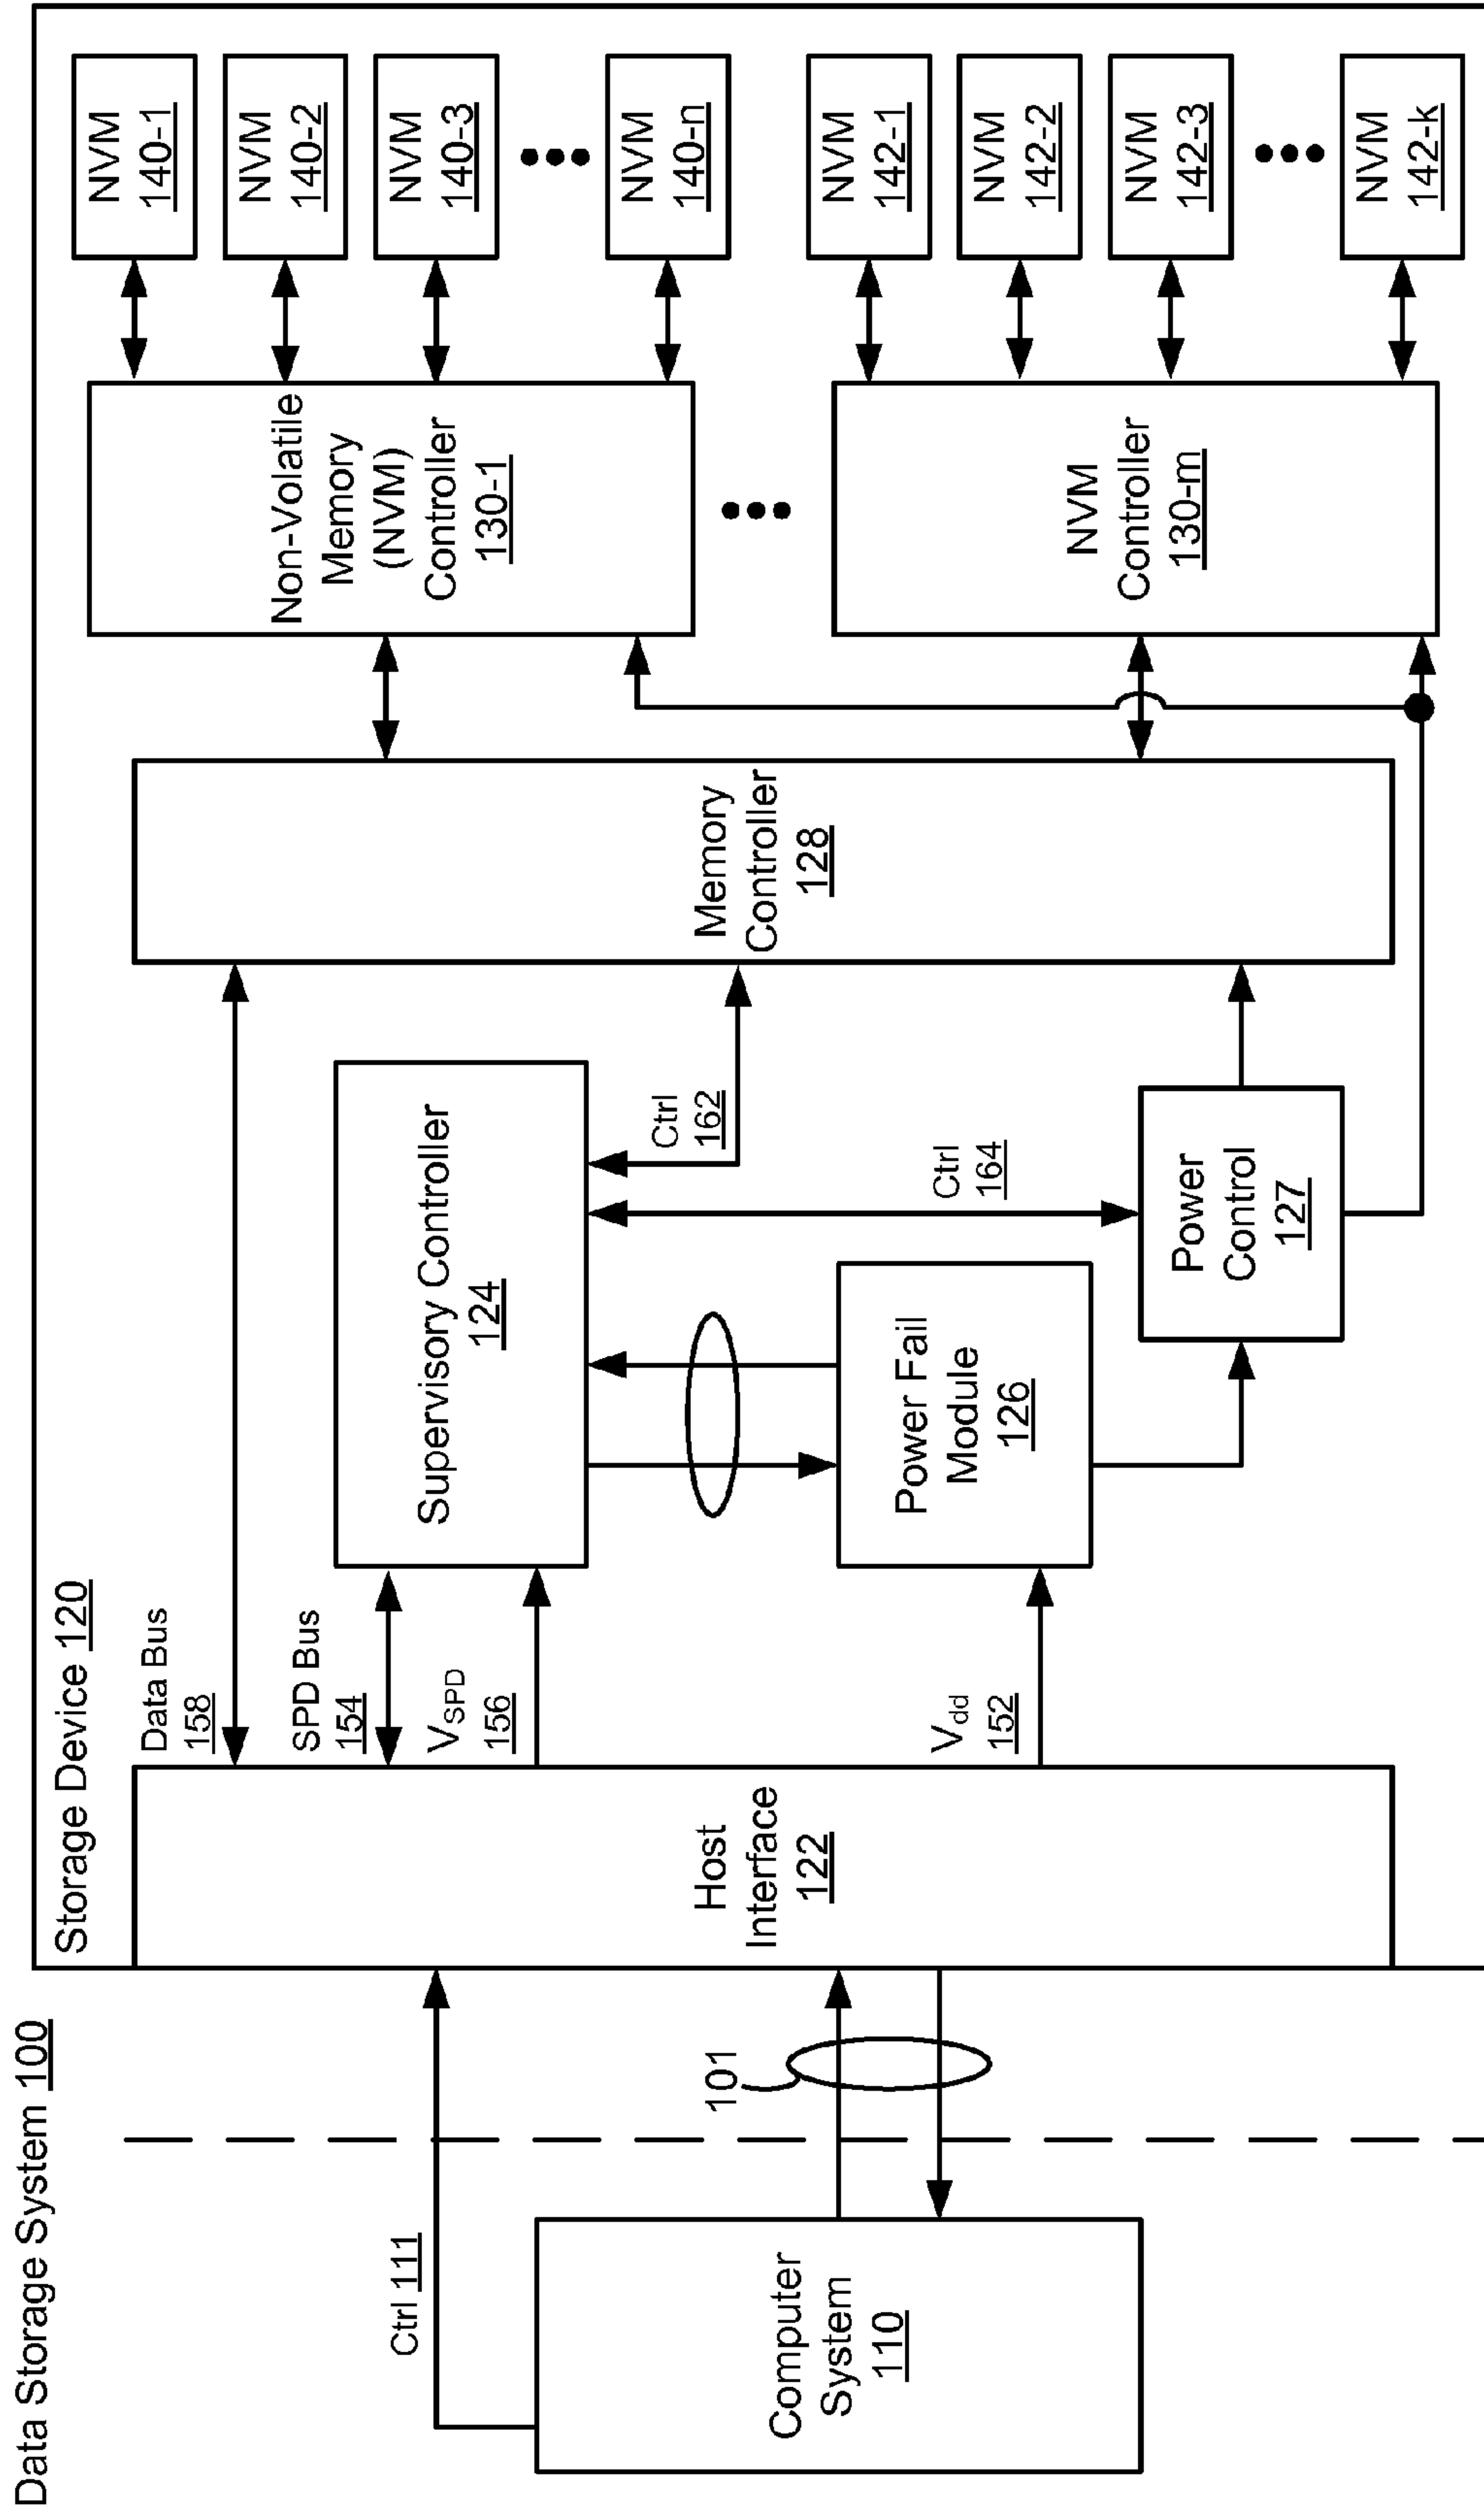 Data Storage System 100
Storage Device 120
Computer
System
110
Ctrl 111
101
Host
Interface
122
Data Bus
158
SPD Bus
154
VSPD
156
Vdd
152
Supervisory Controller
124
Power Fail
Module
126
Ctrl
162
Ctrl
164
Power
Control
127
Memory
Controller
128
Non-Volatile
Memory
(NVM)
Controller
130-1
NVM
Controller
130-m
NVM
140-1
NVM
140-2
NVM
140-3
NVM
140-n
NVM
142-1
NVM
142-2
NVM
142-3
NVM
142-k